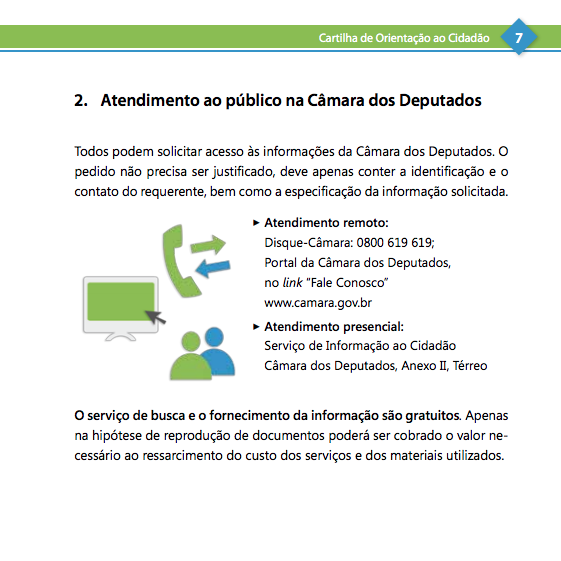 Cartilha de Orientação ao Cidadão 7
2. Atendimento ao público na Câmara dos Deputados
Todos podem solicitar acesso às informações da Câmara dos Deputados. O
pedido não precisa ser justificado, deve apenas conter a identificação e o
contato do requerente, bem como a especificação da informação solicitada.
▶ Atendimento remoto:
Disque-Câmara: 0800 619 619;
Portal da Câmara dos Deputados,
no link “Fale Conosco”
www.camara.gov.br
▶ Atendimento presencial:
Serviço de Informação ao Cidadão
Câmara dos Deputados, Anexo II, Térreo
O serviço de busca e o fornecimento da informação são gratuitos. Apenas
na hipótese de reprodução de documentos poderá ser cobrado o valor ne-
cessário ao ressarcimento do custo dos serviços e dos materiais utilizados.